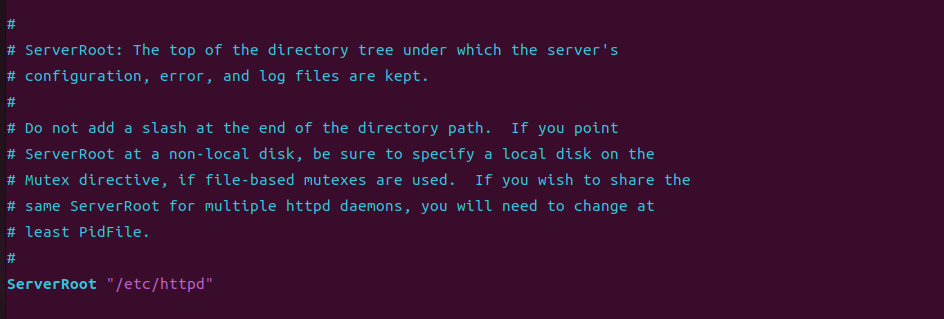 #
# ServerRoot: The top of the directory tree under which the server's
# configuration, error, and log files are kept.
#
# Do not add a slash at the end of the directory path.  If you point
# ServerRoot at a non-local disk, be sure to specify a local disk on the
# Mutex directive, if file-based mutexes are used.  If you wish to share the
# same ServerRoot for multiple httpd daemons, you will need to change at
# least PidFile.
#
ServerRoot "/etc/httpd"